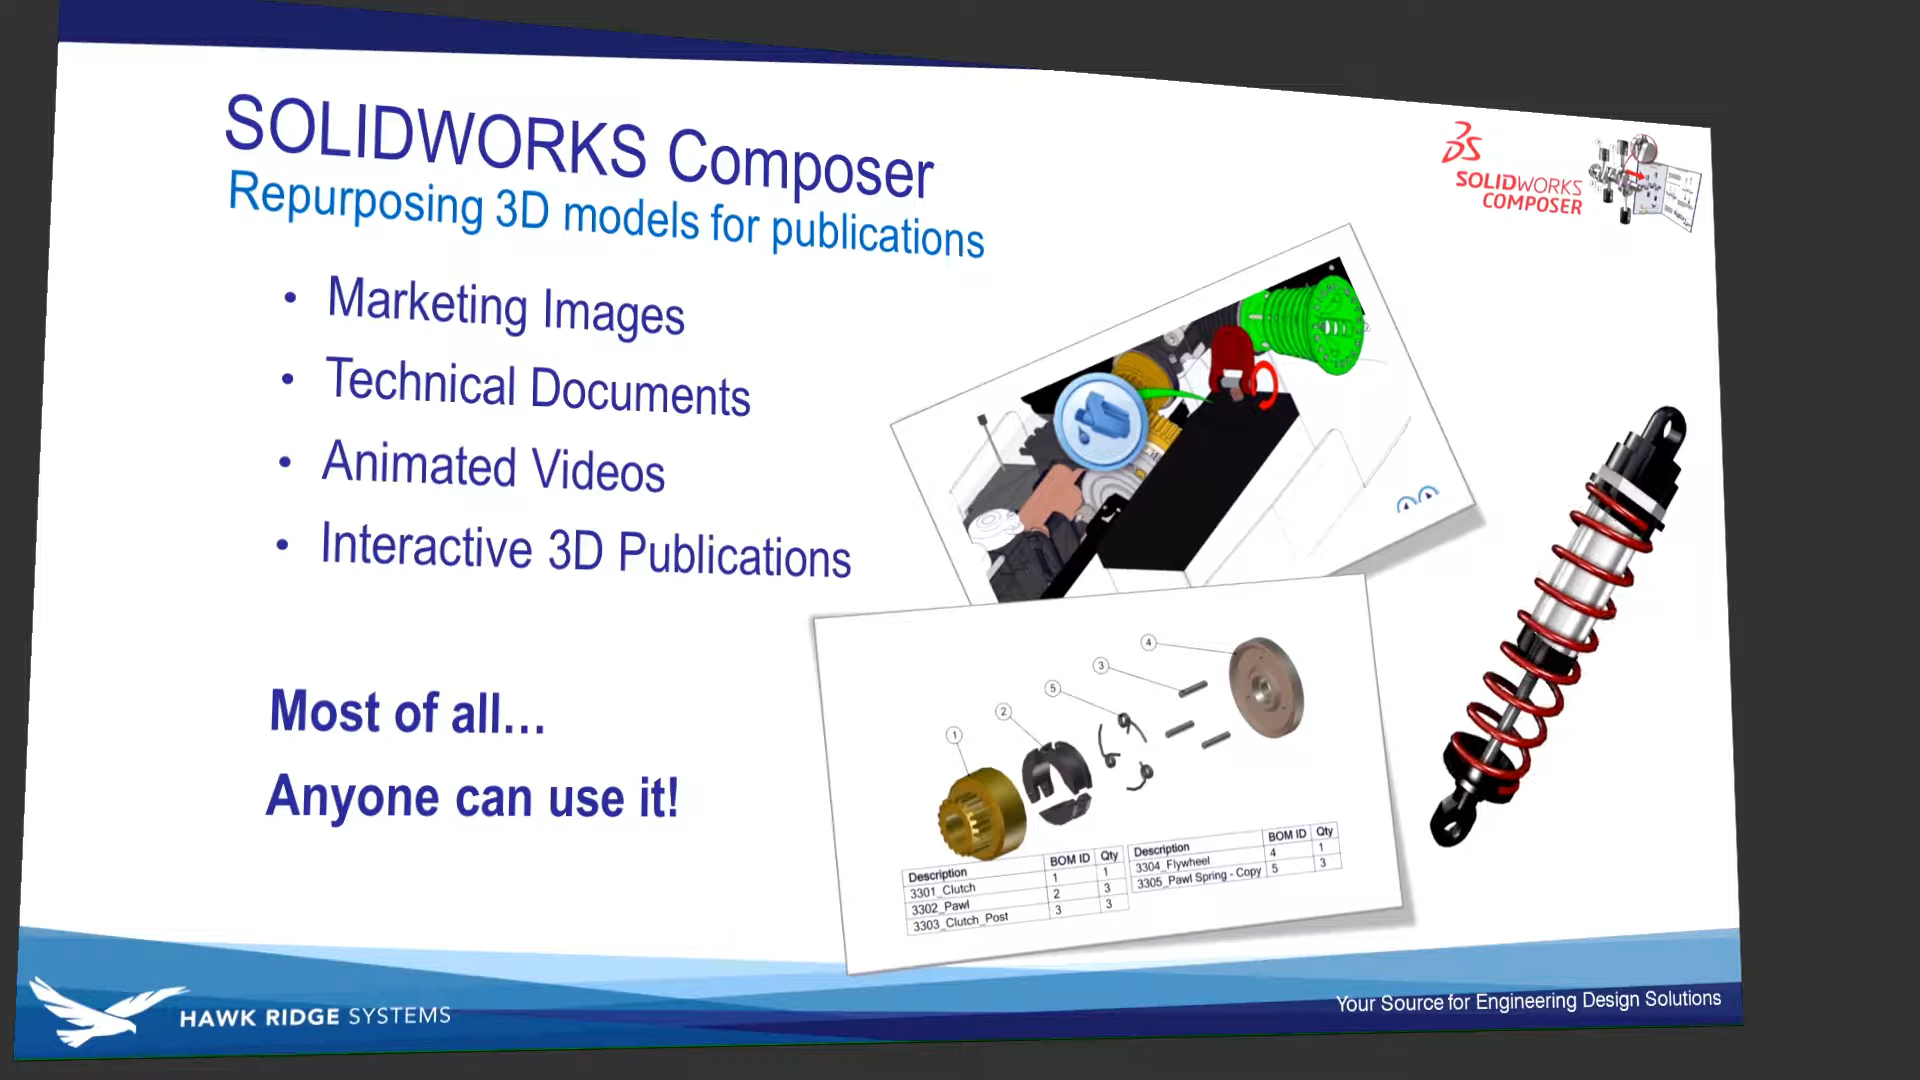 SOLIDWORKS Composer
Repurposing 3D models for publications
• Marketing Images
• Technical Documents
• Animated Videos
• Interactive 3D Publications
Most of all…
Anyone can use it!
SOLIDWORKS
COMPOSER
4
3
5
2
1
Description BOM ID Qty
3301_Clutch 1 1
3302_Pawl 2 3
3303_Clutch_Post 3 3
Description BOM ID Qty
3304_Flywheel 4 1
3305_Pawl Spring - Copy 5 3
HAWK RIDGE SYSTEMS
Your Source for Engineering Design Solutions